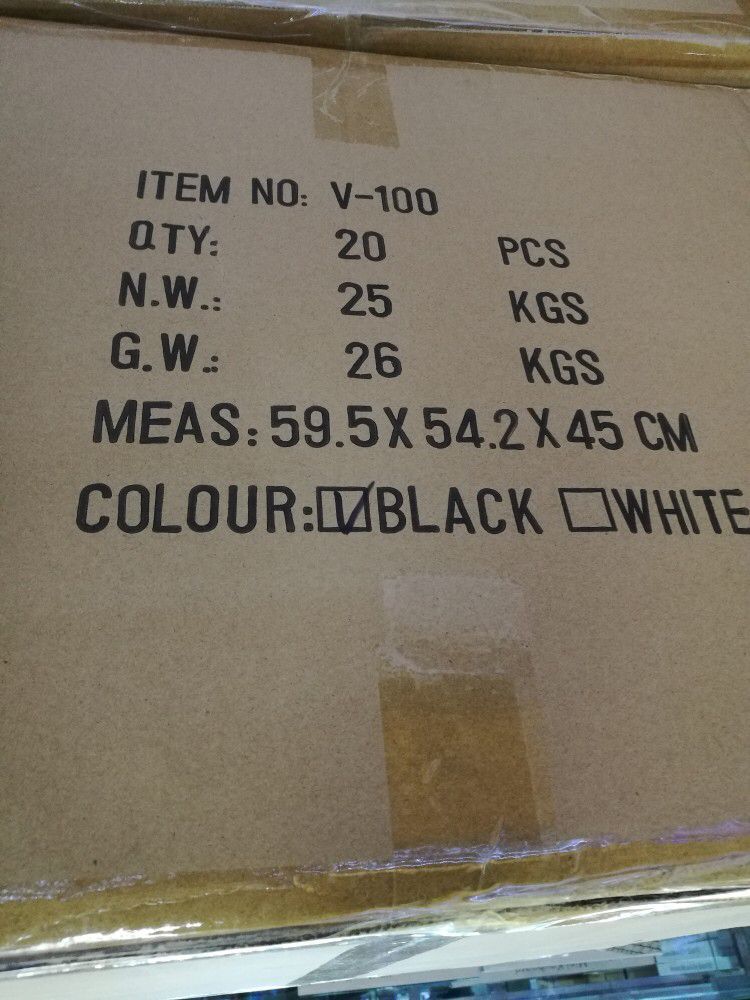 ITEM NO: V-100
QTY: 20 PCS
N.W.: 25 KGS
G.W.: 26 KGS
MEAS: 59.5X54.2X45 CM
COLOUR:☑BLACK ☐WHITE